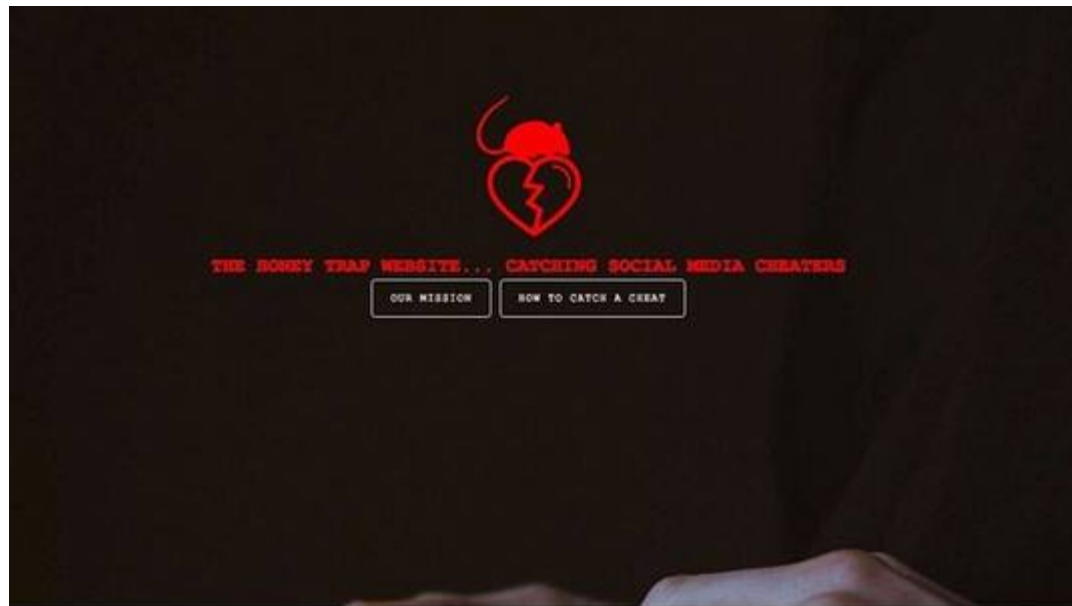 THE HONEY TRAP WEBSITE... CATCHING SOCIAL MEDIA CHEATERS
OUR MISSION HOW TO CATCH A CHEAT